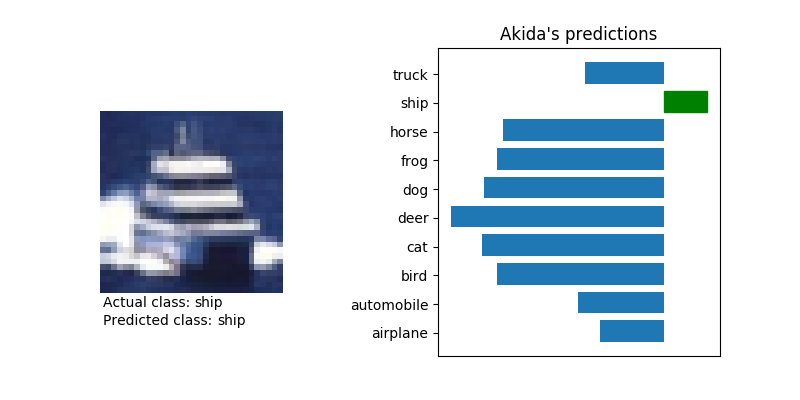 Akida's predictions
truck
ship
horse
frog
dog
deer
cat
bird
automobile
airplane
Actual class: ship
Predicted class: ship